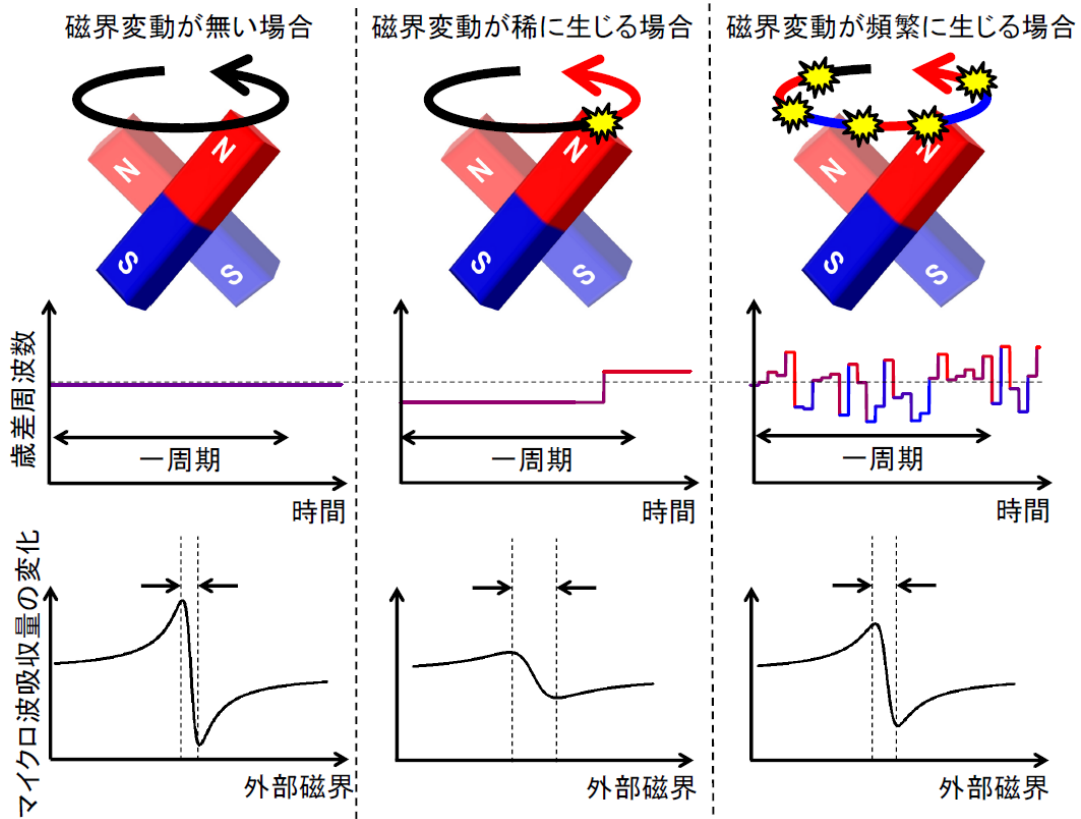 磁界変動が無い場合
磁界変動が稀に生じる場合
磁界変動が頻繁に生じる場合
N
N
S
S
N
N
S
S
N
N
S
S
歳差周波数
一周期
時間
一周期
時間
一周期
時間
マイクロ波吸収量の変化
外部磁界
外部磁界
外部磁界